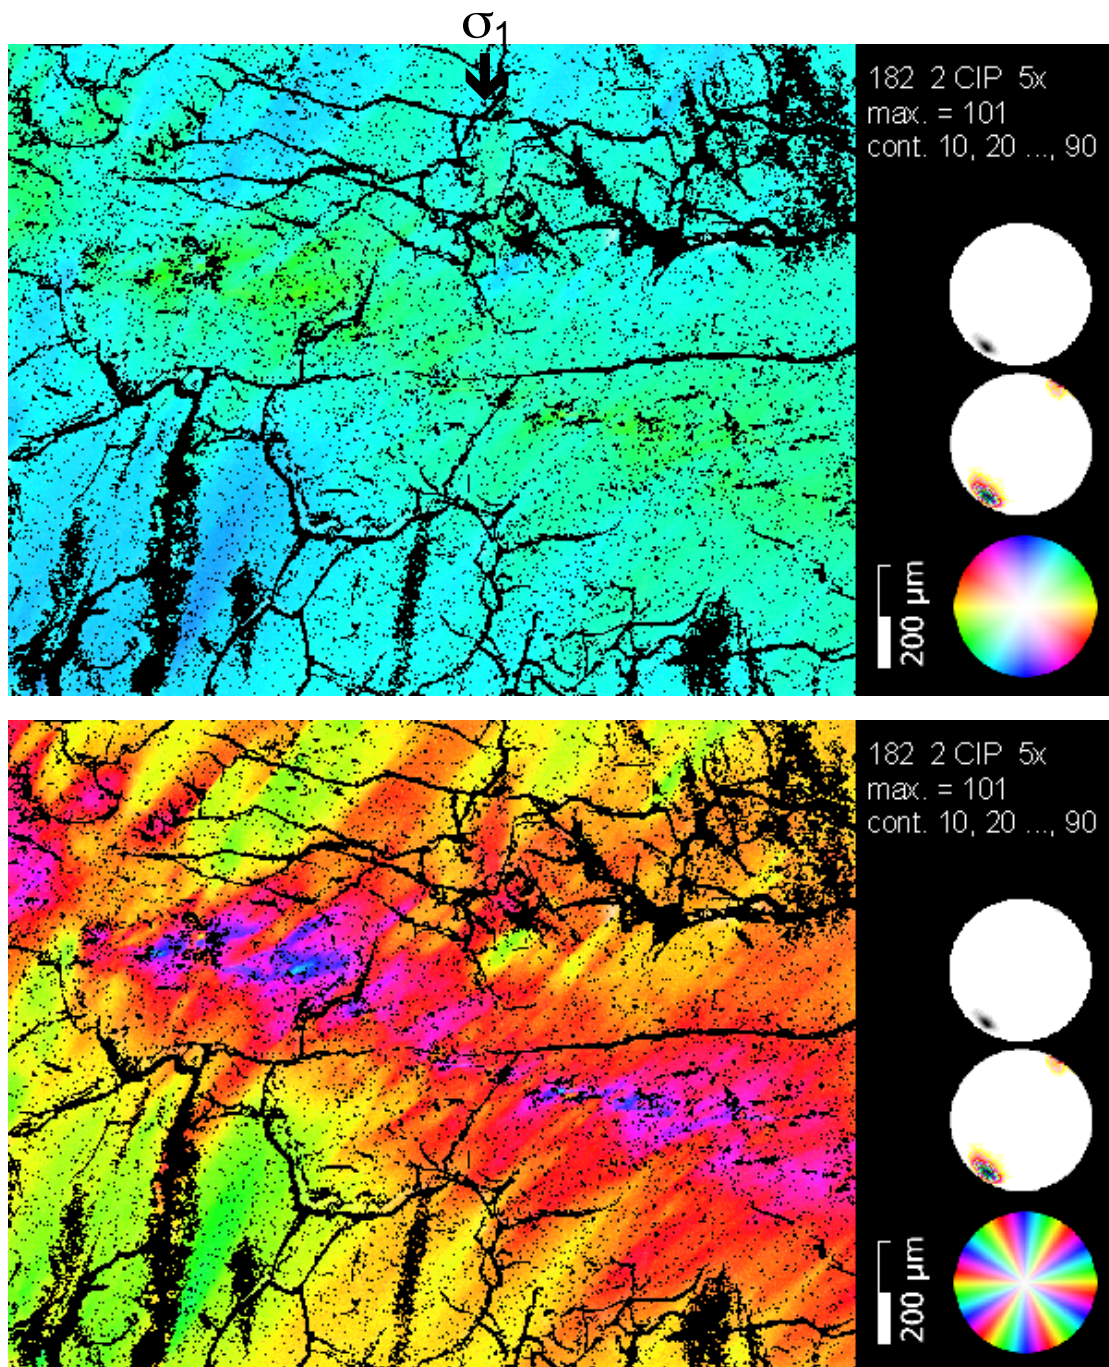 σ1
182 2 CIP 5x
max. = 101
cont. 10, 20 ..., 90
200 µm
182 2 CIP 5x
max. = 101
cont. 10, 20 ..., 90
200 µm